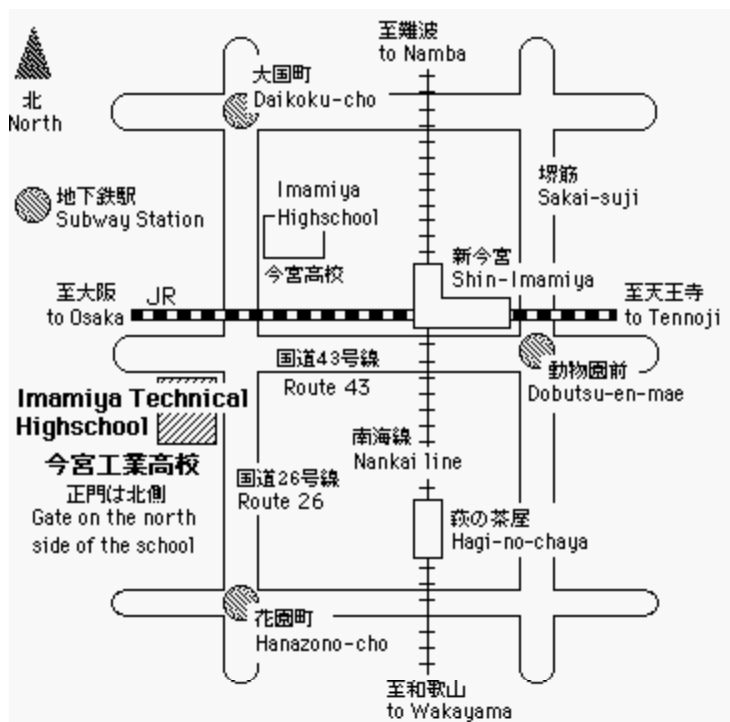 至難波
to Namba
北
North
大国町
Daikoku-cho
堺筋
Sakai-suji
地下鉄駅
Subway Station
Imamiya
Highschool
今宮高校
新今宮
Shin-Imamiya
至大阪
to Osaka
JR
至天王寺
to Tennoji
国道43号線
Route 43
動物園前
Dobutsu-en-mae
Imamiya Technical
Highschool
今宮工業高校
正門は北側
Gate on the north
side of the school
南海線
Nankai line
国道26号線
Route 26
萩の茶屋
Hagi-no-chaya
花園町
Hanazono-cho
至和歌山
to Wakayama